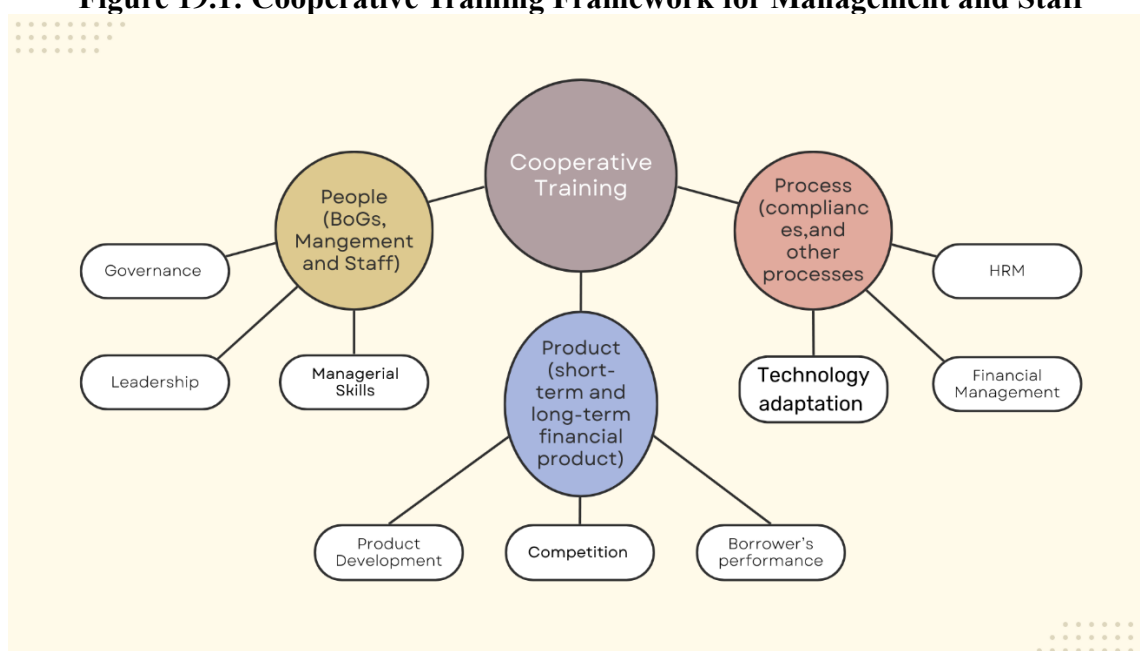 Figure 19.1: Cooperative Training Framework for Management and Staff
Cooperative
Training
People
(BoGs,
Mangement
and Staff)
Governance
Leadership
Managerial
Skills
Product
(short-
term and
long-term
financial
product)
Product
Development
Competition
Borrower's
performance
Process
(complianc
es,and
other
processes
HRM
Technology
adaptation
Financial
Management